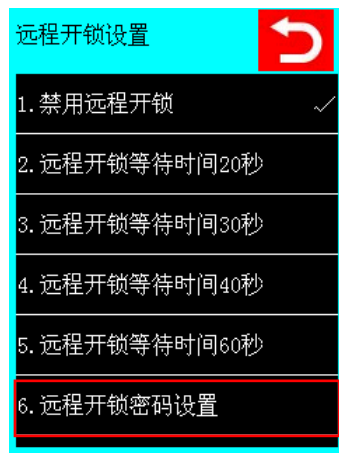 远程开锁设置
1.禁用远程开锁
2.远程开锁等待时间20秒
3.远程开锁等待时间30秒
4.远程开锁等待时间40秒
5.远程开锁等待时间60秒
6.远程开锁密码设置